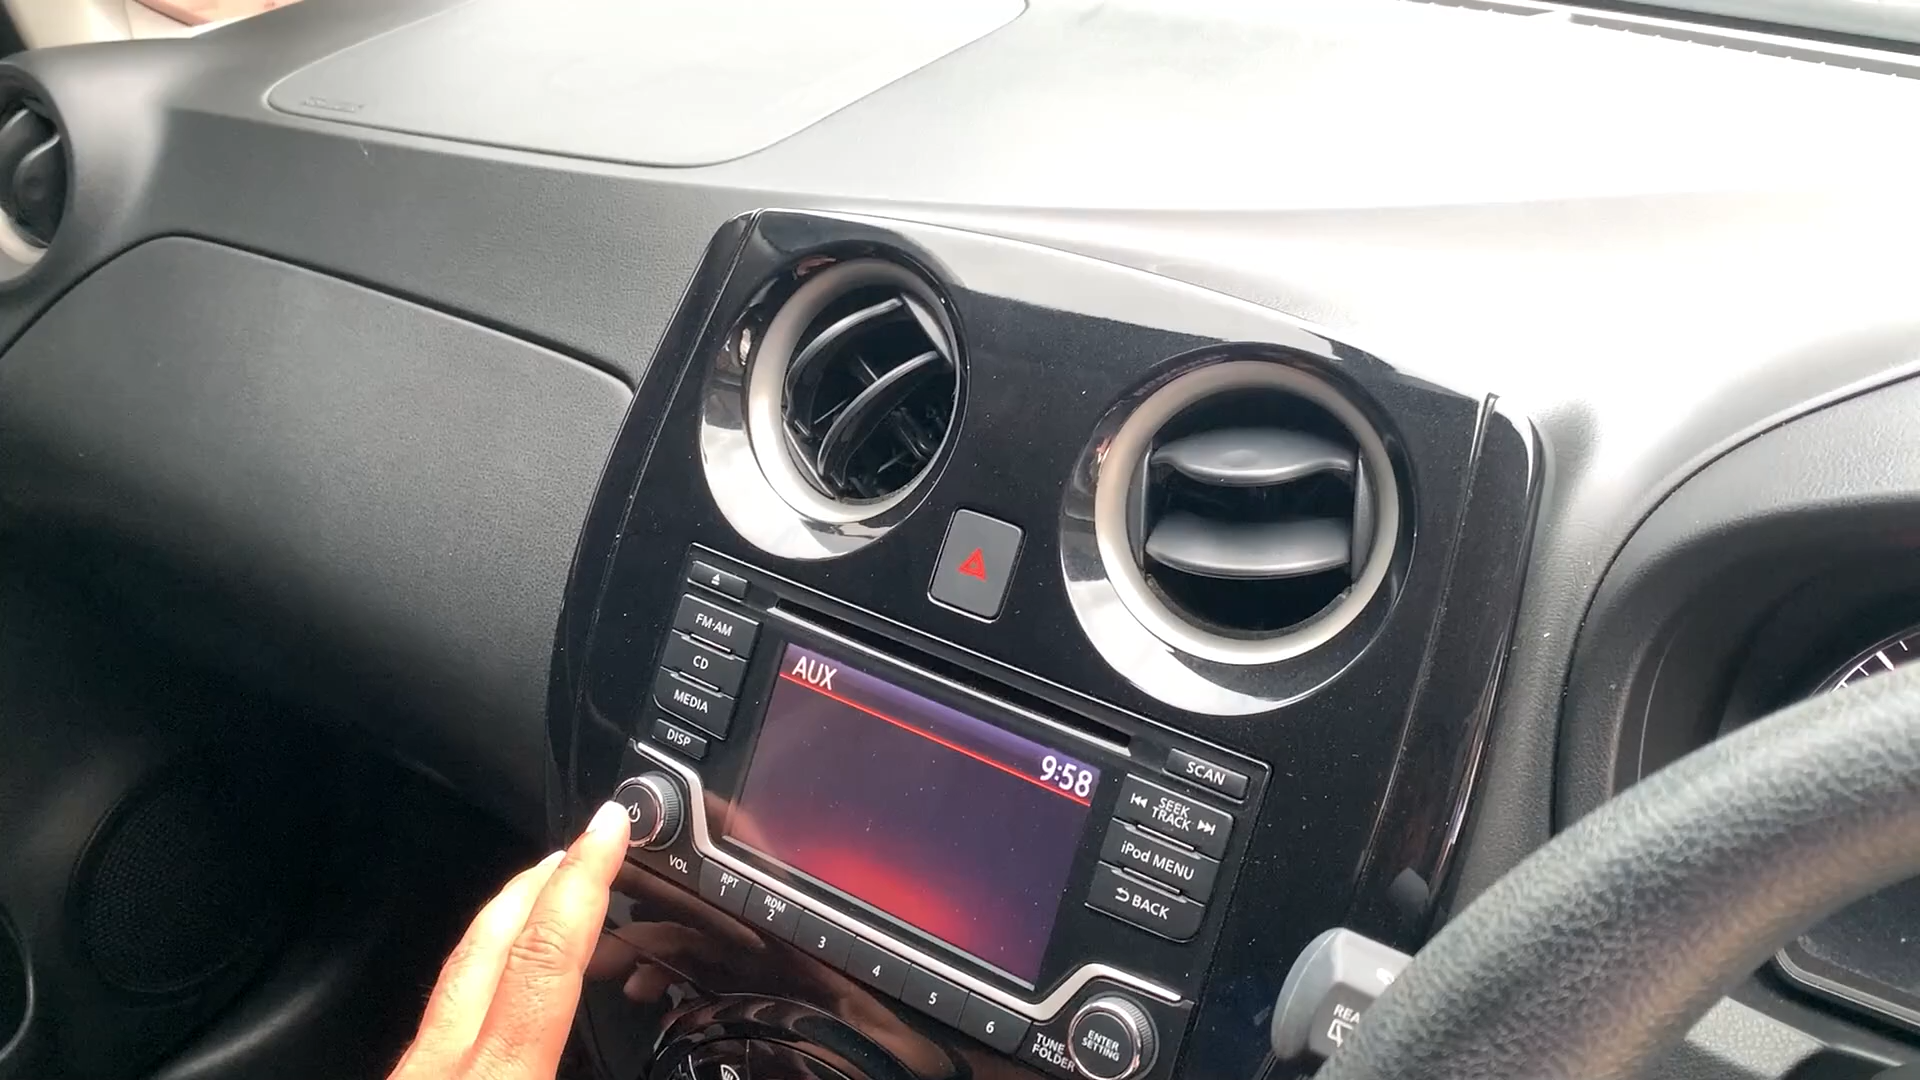 FM·AM
CD
MEDIA
DISP
VOL
AUX
9:58
SCAN
SEEK
TRACK
iPod MENU
BACK
RPT
1
RDM
2
3
4
5
6
TUNE
FOLDER
ENTER
SETTING